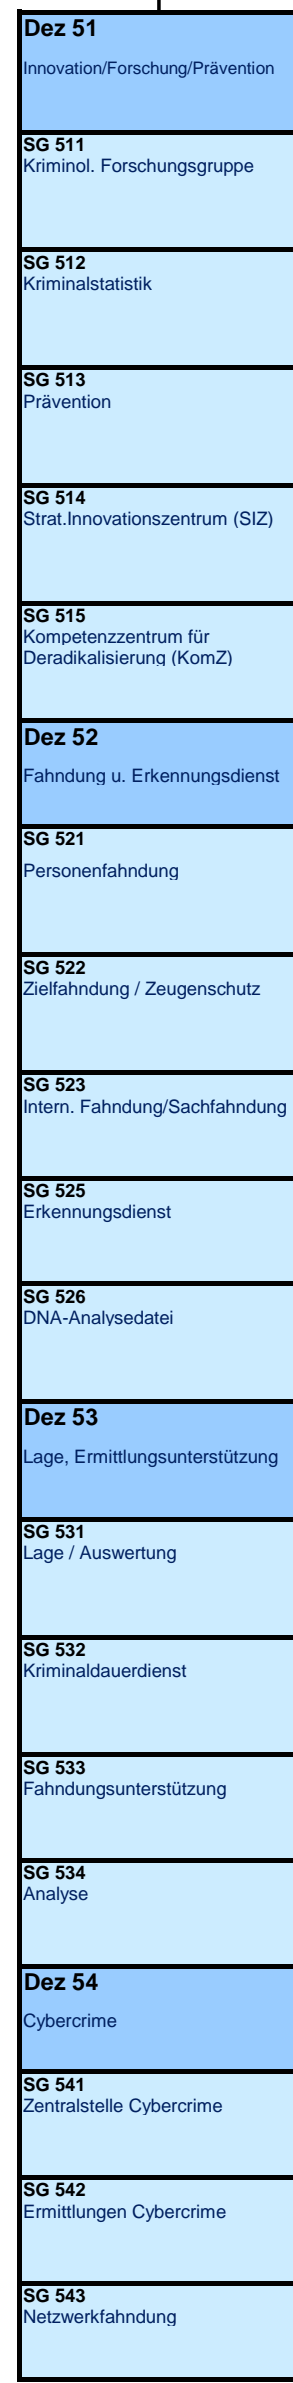 Dez 51
Innovation/Forschung/Prävention
SG 511
Kriminol. Forschungsgruppe
SG 512
Kriminalstatistik
SG 513
Prävention
SG 514
Strat.Innovationszentrum (SIZ)
SG 515
Kompetenzzentrum für
Deradikalisierung (KomZ)
Dez 52
Fahndung u. Erkennungsdienst
SG 521
Personenfahndung
SG 522
Zielfahndung / Zeugenschutz
SG 523
Intern. Fahndung/Sachfahndung
SG 525
Erkennungsdienst
SG 526
DNA-Analysedatei
Dez 53
Lage, Ermittlungsunterstützung
SG 531
Lage / Auswertung
SG 532
Kriminaldauerdienst
SG 533
Fahndungsunterstützung
SG 534
Analyse
Dez 54
Cybercrime
SG 541
Zentralstelle Cybercrime
SG 542
Ermittlungen Cybercrime
SG 543
Netzwerkfahndung